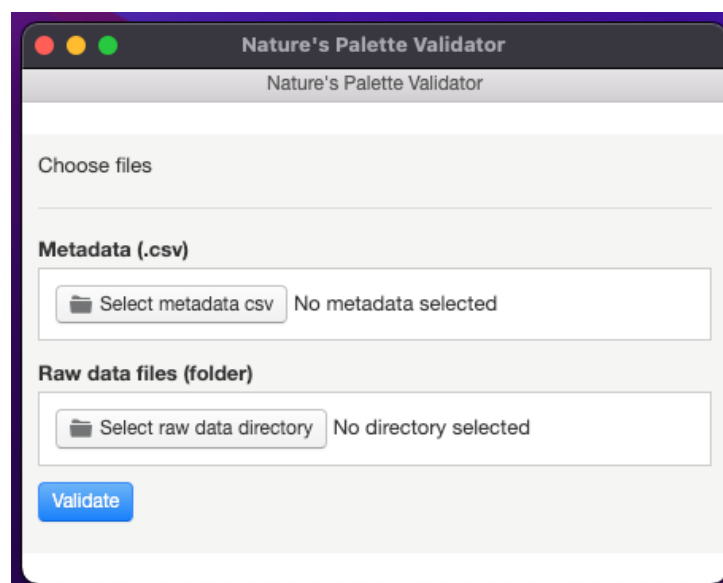 Nature's Palette Validator
Nature's Palette Validator
Choose files
Metadata (.csv)
Select metadata csv No metadata selected
Raw data files (folder)
Select raw data directory No directory selected
Validate